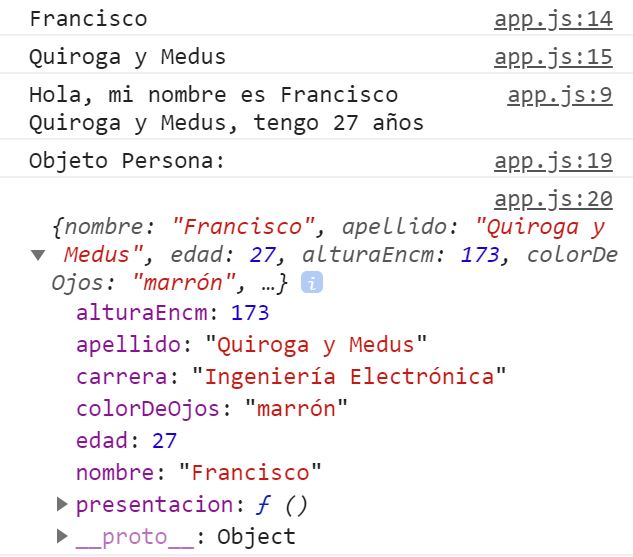 Francisco app.js:14
Quiroga y Medus app.js:15
Hola, mi nombre es Francisco app.js:9
Quiroga y Medus, tengo 27 años
Objeto Persona: app.js:19
app.js:20
{nombre: "Francisco", apellido: "Quiroga y
Medus", edad: 27, alturaEncm: 173, colorDe
Ojos: "marrón", …} i
alturaEncm: 173
apellido: "Quiroga y Medus"
carrera: "Ingeniería Electrónica"
colorDeOjos: "marrón"
edad: 27
nombre: "Francisco"
presentacion: ƒ ()
__proto__: Object